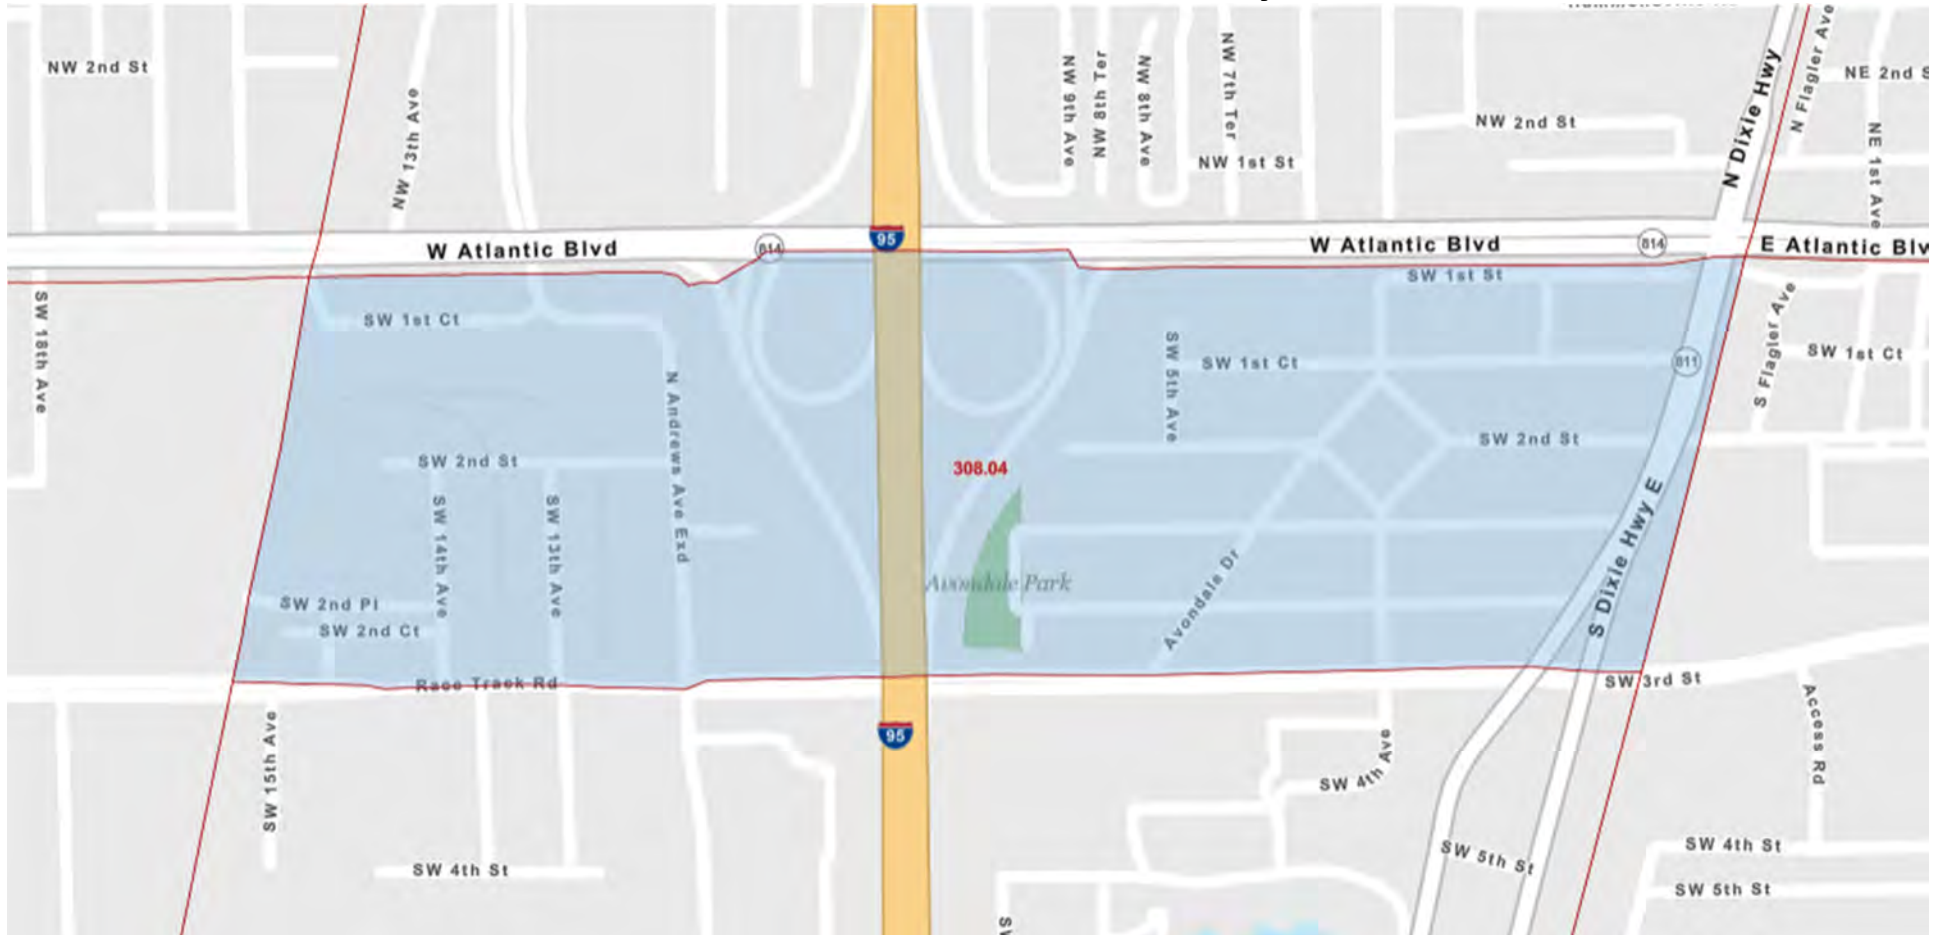 NW 2nd St
NW 13th Ave
NW 9th Ave
NW 8th Ter
NW 8th Ave
NW 7th Ter
NW 1st St
NW 2nd St
N Dixie Hwy
N Flagler Ave
NE 2nd S
NE 1st Ave
W Atlantic Blvd
814
95
W Atlantic Blvd
814
E Atlantic Blv
SW 18th Ave
SW 1st Ct
N Andrews Ave Exd
SW 1st St
SW 5th Ave
SW 1st Ct
811
S Flagler Ave
SW 1st Ct
SW 2nd St
308.04
SW 2nd St
SW 14th Ave
SW 13th Ave
Avondale Park
Avondale Dr
S Dixie Hwy E
SW 2nd Pl
SW 2nd Ct
Race Track Rd
SW 3rd St
SW 15th Ave
95
SW 4th Ave
Access Rd
SW 4th St
SW 5th St
SW 4th St
SW 5th St